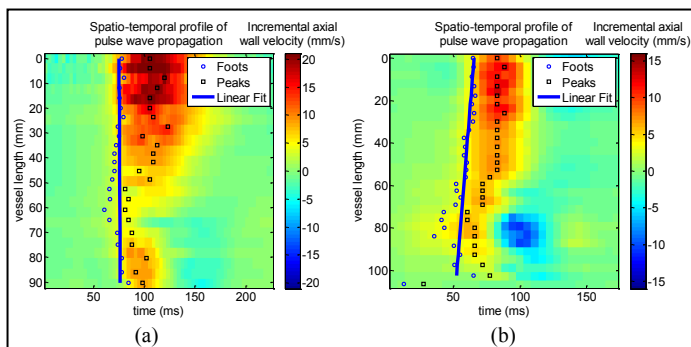 Spatio-temporal profile of
pulse wave propagation
Incremental axial
wall velocity (mm/s)
Foots
Peaks
Linear Fit
vessel length (mm)
0
10
20
30
40
50
60
70
80
90
50
100
150
200
time (ms)
20
15
10
5
0
-5
-10
-15
-20
(a)
Spatio-temporal profile of
pulse wave propagation
Incremental axial
wall velocity (mm/s)
Foots
Peaks
Linear Fit
vessel length (mm)
0
20
40
60
80
100
50
100
150
time (ms)
15
10
5
0
-5
-10
-15
(b)